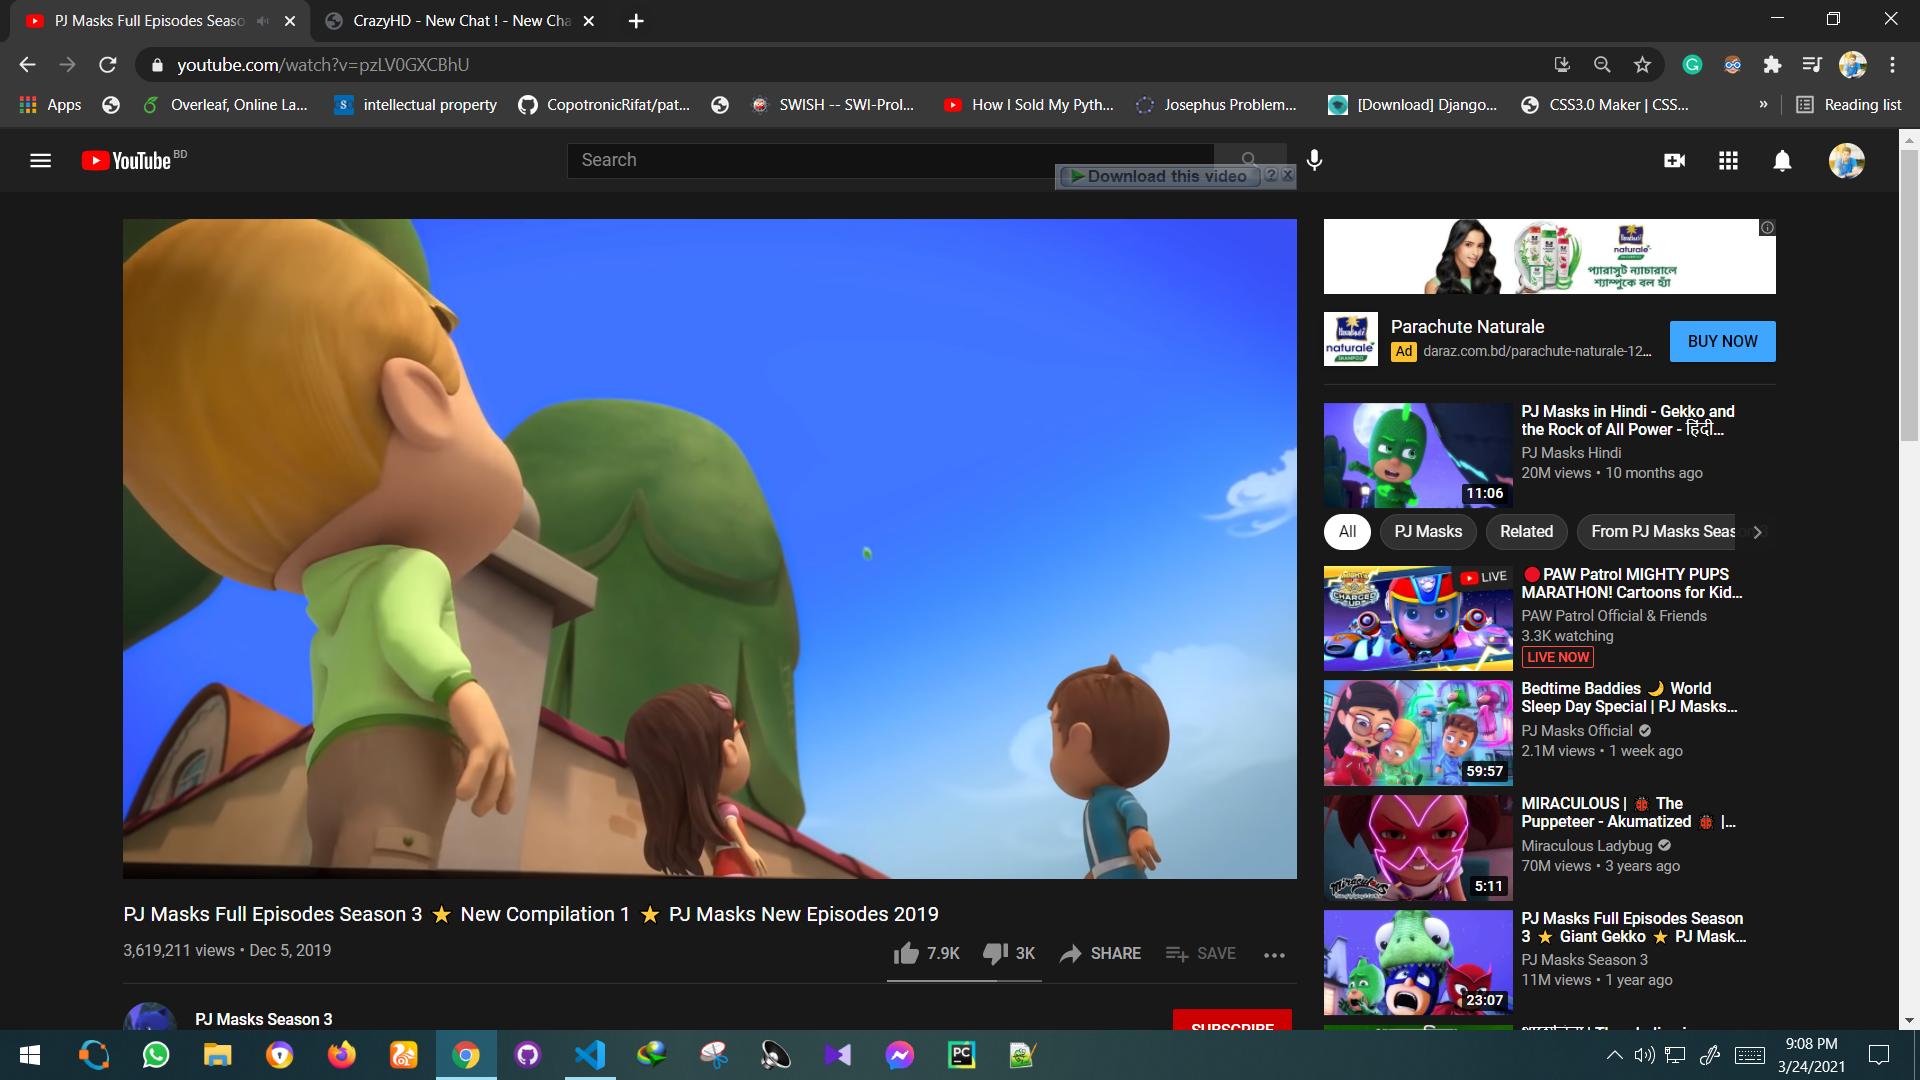 PJ Masks Full Episodes Seaso
CrazyHD - New Chat ! - New Cha
youtube.com/watch?v=pzLV0GXCBhU
Apps
Overleaf, Online La...
intellectual property
CopotronicRifat/pat...
SWISH -- SWI-Prol...
How I Sold My Pyth...
Josephus Problem...
[Download] Django...
CSS3.0 Maker | CSS...
»
Reading list
YouTube BD
Search
Download this video
naturale
প্যারাসুট ন্যাচারালে
শ্যাম্পুকে বল হ্যাঁ
naturale
SHAMPOO
Parachute Naturale
Ad daraz.com.bd/parachute-naturale-12...
BUY NOW
11:06
PJ Masks in Hindi - Gekko and
the Rock of All Power - हिंदी...
PJ Masks Hindi
20M views • 10 months ago
All
PJ Masks
Related
From PJ Masks Season 3
CHARGED UP
LIVE
PAW Patrol MIGHTY PUPS
MARATHON! Cartoons for Kid...
PAW Patrol Official & Friends
3.3K watching
LIVE NOW
59:57
Bedtime Baddies 🌙 World
Sleep Day Special | PJ Masks...
PJ Masks Official
2.1M views • 1 week ago
Miraculous
5:11
MIRACULOUS | 🐞 The
Puppeteer - Akumatized 🐞 |...
Miraculous Ladybug
70M views • 3 years ago
23:07
PJ Masks Full Episodes Season
3 ⭐ Giant Gekko ⭐ PJ Mask...
PJ Masks Season 3
11M views • 1 year ago
PJ Masks Full Episodes Season 3 ⭐ New Compilation 1 ⭐ PJ Masks New Episodes 2019
3,619,211 views • Dec 5, 2019
7.9K
3K
SHARE
SAVE
PJ Masks Season 3
SUBSCRIBE
PC
9:08 PM
3/24/2021